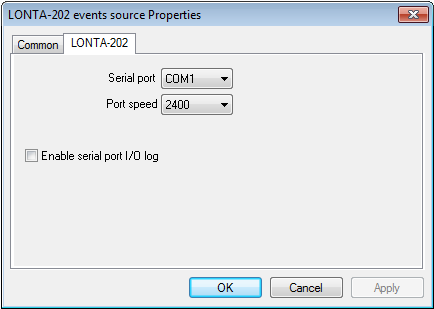 LONTA-202 events source Properties
Common LONTA-202
Serial port COM1
Port speed 2400
Enable serial port I/O log
OK Cancel Apply